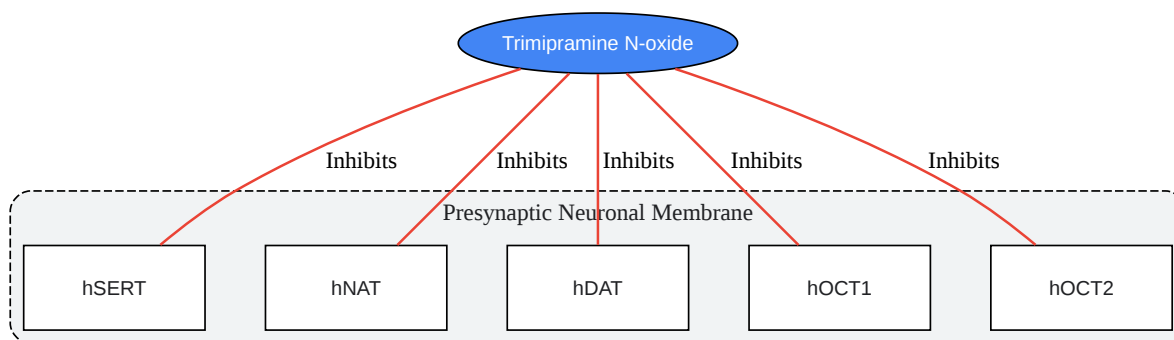 Trimipramine N-oxide
Inhibits
Inhibits
Inhibits
Inhibits
Inhibits
Presynaptic Neuronal Membrane
hSERT
hNAT
hDAT
hOCT1
hOCT2